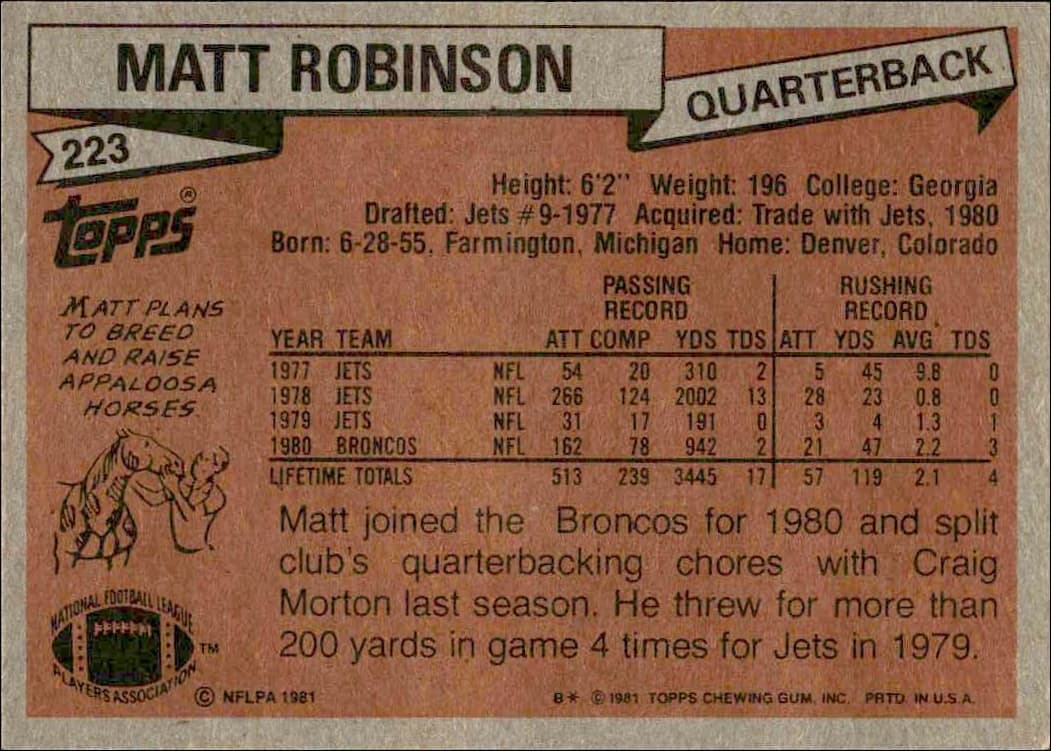 MATT ROBINSON
QUARTERBACK
223
TOPPS®
Height: 6'2" Weight: 196 College: Georgia
Drafted: Jets #9-1977 Acquired: Trade with Jets, 1980
Born: 6-28-55, Farmington, Michigan Home: Denver, Colorado
MATT PLANS
TO BREED
AND RAISE
APPALOOSA
HORSES.
PASSING RUSHING
RECORD RECORD
YEAR TEAM ATT COMP YDS TDS ATT YDS AVG TDS
1977 JETS NFL 54 20 310 2 5 45 9.8 0
1978 JETS NFL 266 124 2002 13 28 23 0.8 0
1979 JETS NFL 31 17 191 0 3 4 1.3 1
1980 BRONCOS NFL 162 78 942 2 21 47 2.2 3
LIFETIME TOTALS 513 239 3445 17 57 119 2.1 4
Matt joined the Broncos for 1980 and split
club's quarterbacking chores with Craig
Morton last season. He threw for more than
200 yards in game 4 times for Jets in 1979.
NATIONAL FOOTBALL LEAGUE
PLAYERS ASSOCIATION
TM
© NFLPA 1981
B* © 1981 TOPPS CHEWING GUM, INC. PRTD. IN U.S.A.